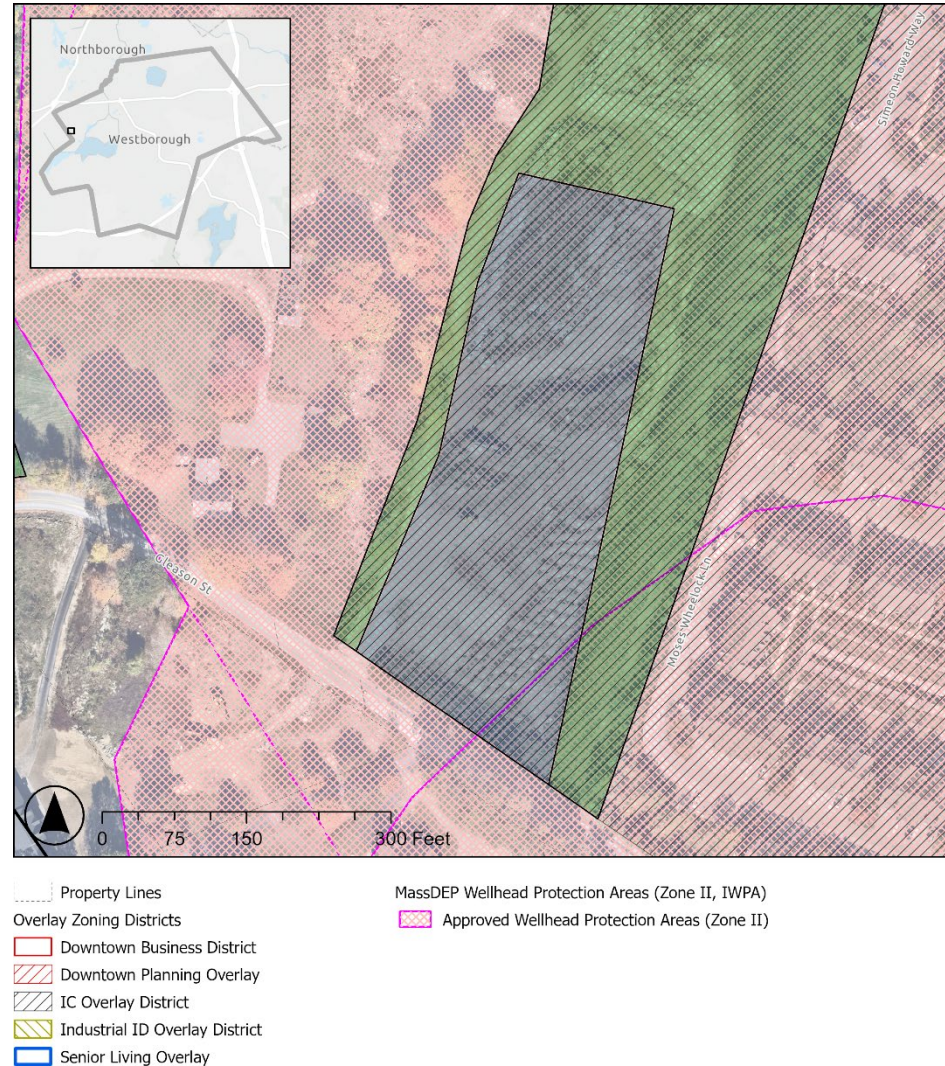 Northborough
Westborough
Simeon Howard Way
Gleason St
Moses Wheelock Ln
0 75 150 300 Feet
Property Lines
Overlay Zoning Districts
Downtown Business District
Downtown Planning Overlay
IC Overlay District
Industrial ID Overlay District
Senior Living Overlay
MassDEP Wellhead Protection Areas (Zone II, IWPA)
Approved Wellhead Protection Areas (Zone II)